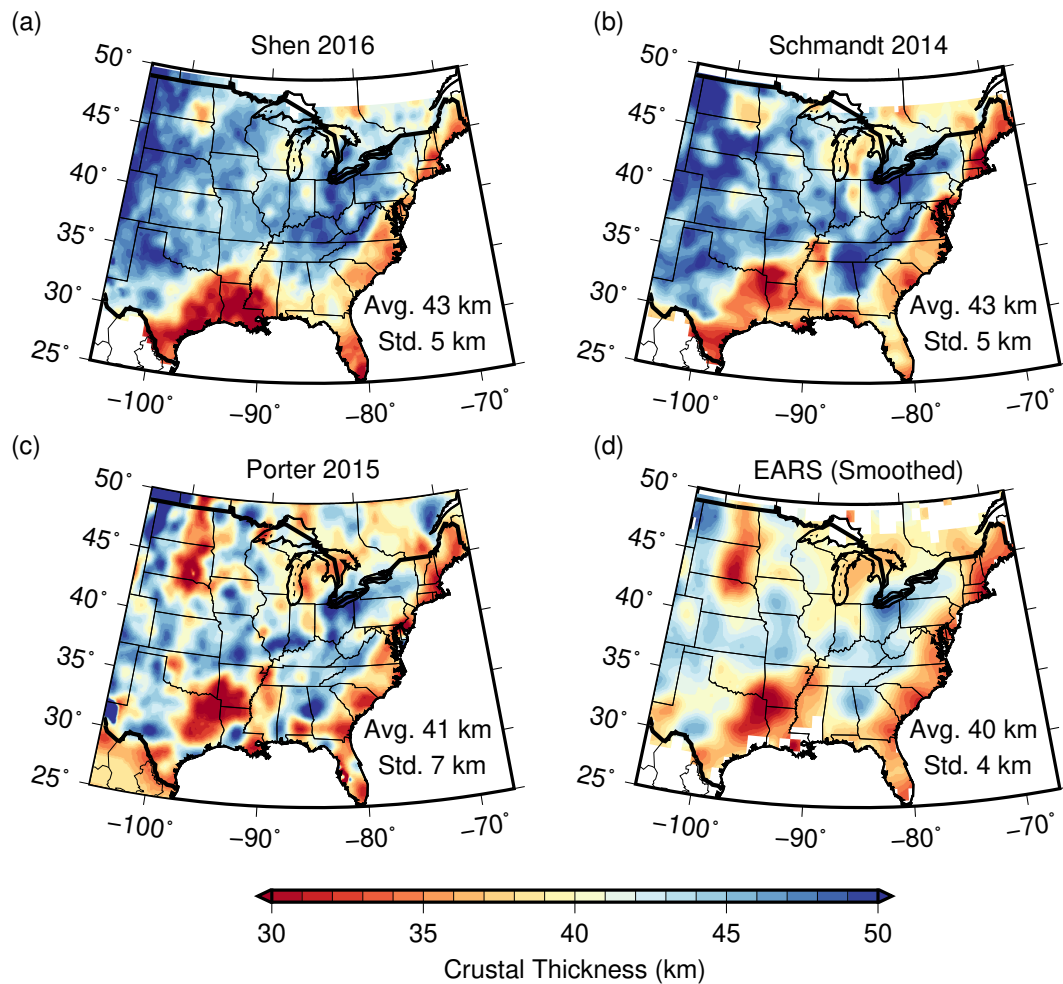 (a)
Shen 2016
50°
45°
40°
35°
30°
25°
−100°
−90°
−80°
−70°
Avg. 43 km
Std. 5 km
(b)
Schmandt 2014
50°
45°
40°
35°
30°
25°
−100°
−90°
−80°
−70°
Avg. 43 km
Std. 5 km
(c)
Porter 2015
50°
45°
40°
35°
30°
25°
−100°
−90°
−80°
−70°
Avg. 41 km
Std. 7 km
(d)
EARS (Smoothed)
50°
45°
40°
35°
30°
25°
−100°
−90°
−80°
−70°
Avg. 40 km
Std. 4 km
30 35 40 45 50
Crustal Thickness (km)